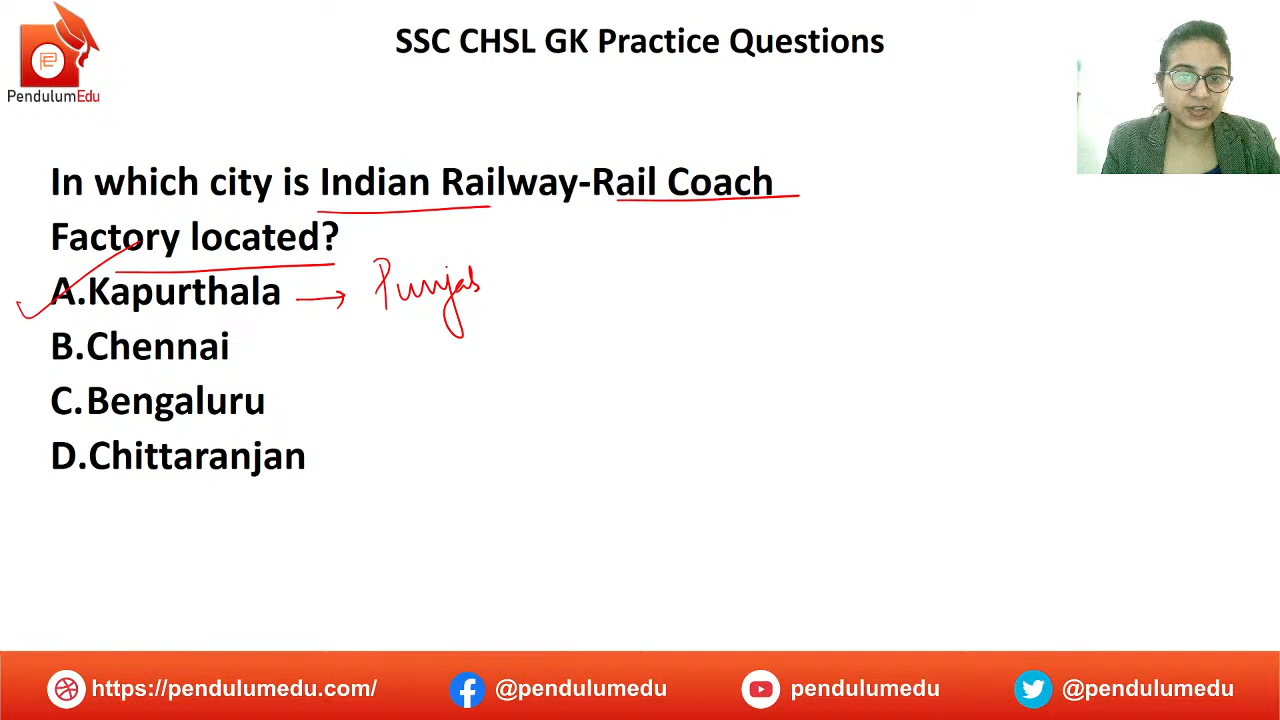 SSC CHSL GK Practice Questions
PendulumEdu
In which city is Indian Railway-Rail Coach
Factory located?
A.Kapurthala → Punjab
B.Chennai
C.Bengaluru
D.Chittaranjan
https://pendulumedu.com/ @pendulumedu pendulumedu @pendulumedu